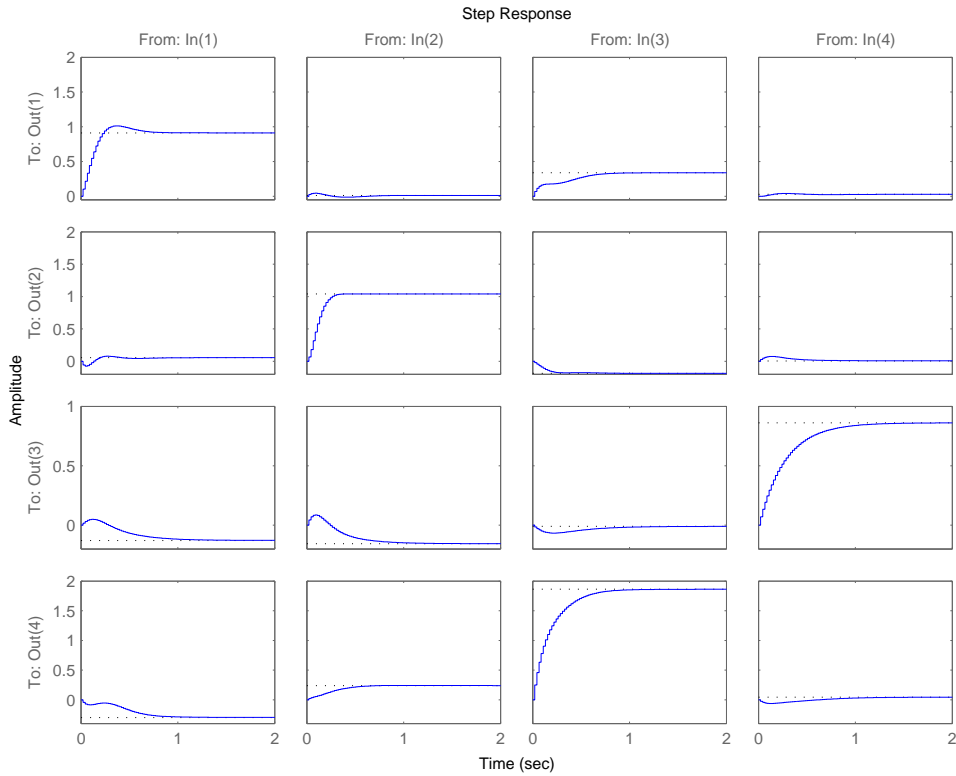 Step Response
From: In(1) From: In(2) From: In(3) From: In(4)
Amplitude
To: Out(1)
2
1.5
1
0.5
0
To: Out(2)
2
1.5
1
0.5
0
To: Out(3)
1
0.5
0
To: Out(4)
2
1.5
1
0.5
0
0 1 2 0 1 2 0 1 2 0 1 2
Time (sec)